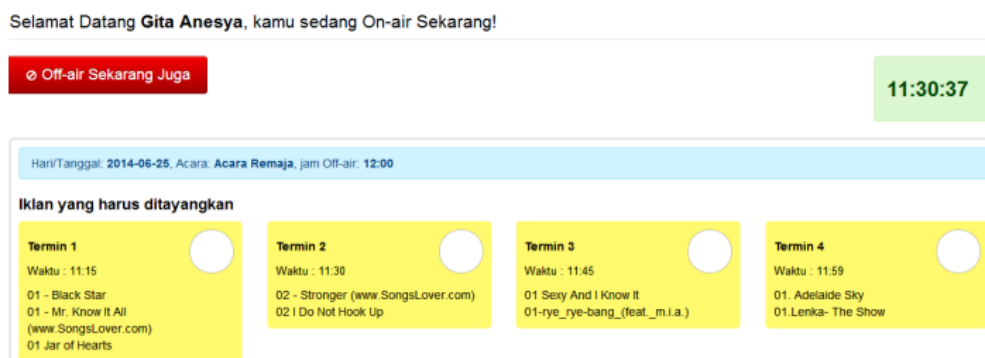 Selamat Datang Gita Anesya, kamu sedang On-air Sekarang!
Off-air Sekarang Juga
11:30:37
Hari/Tanggal: 2014-06-25, Acara: Acara Remaja, jam Off-air: 12:00
Iklan yang harus ditayangkan
Termin 1
Waktu : 11:15
01 - Black Star
01 - Mr. Know It All
(www.SongsLover.com)
01 Jar of Hearts
Termin 2
Waktu : 11:30
02 - Stronger (www.SongsLover.com)
02 I Do Not Hook Up
Termin 3
Waktu : 11:45
01 Sexy And I Know It
01-rye_rye-bang_(feat._m.i.a.)
Termin 4
Waktu : 11:59
01. Adelaide Sky
01.Lenka- The Show